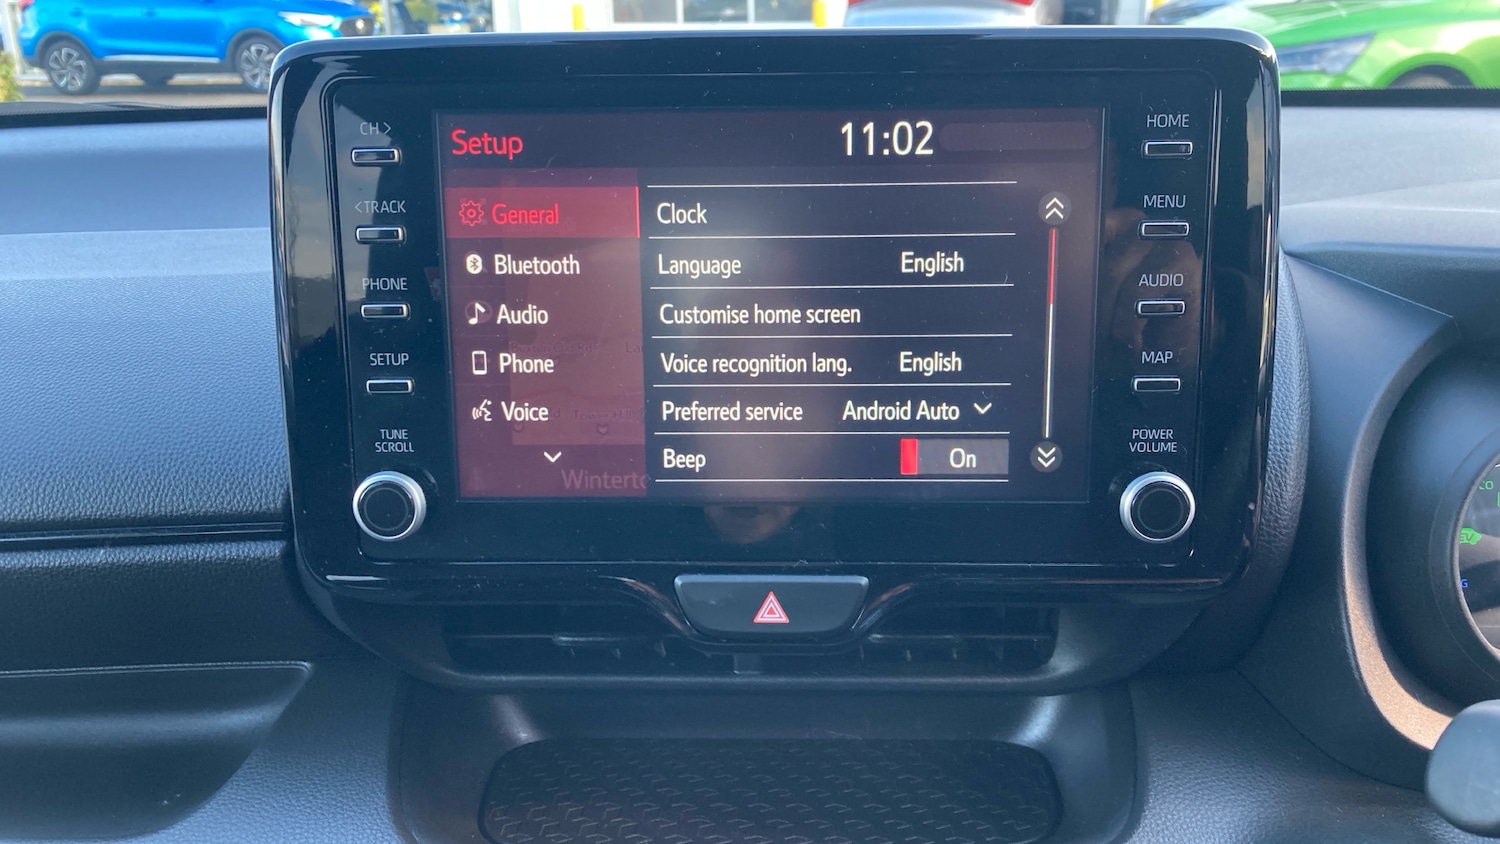 CH >
< TRACK
PHONE
SETUP
TUNE
SCROLL
Setup
11:02
General
Bluetooth
Audio
Phone
Voice
Clock
Language English
Customise home screen
Voice recognition lang. English
Preferred service Android Auto
Beep On
HOME
MENU
AUDIO
MAP
POWER
VOLUME
EV